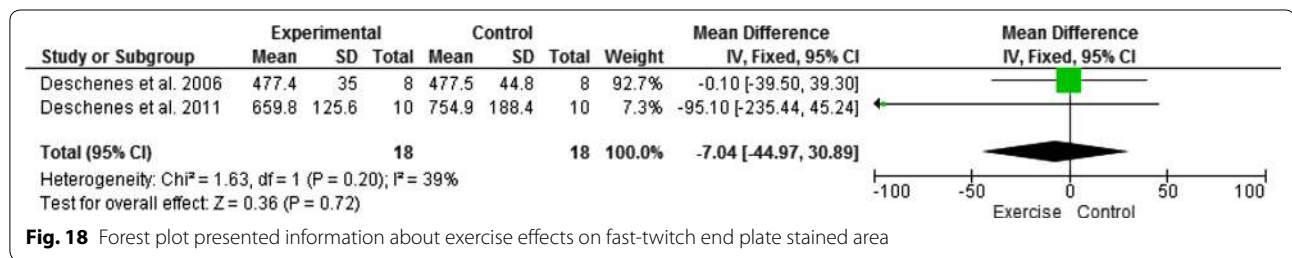 Experimental Control Mean Difference Mean Difference
Study or Subgroup Mean SD Total Mean SD Total Weight IV, Fixed, 95% CI IV, Fixed, 95% CI
Deschenes et al. 2006 477.4 35 8 477.5 44.8 8 92.7% -0.10 [-39.50, 39.30]
Deschenes et al. 2011 659.8 125.6 10 754.9 188.4 10 7.3% -95.10 [-235.44, 45.24]
Total (95% CI) 18 18 100.0% -7.04 [-44.97, 30.89]
Heterogeneity: Chi² = 1.63, df = 1 (P = 0.20); I² = 39%
Test for overall effect: Z = 0.36 (P = 0.72)
-100 -50 0 50 100
Exercise Control
Fig. 18 Forest plot presented information about exercise effects on fast-twitch end plate stained area